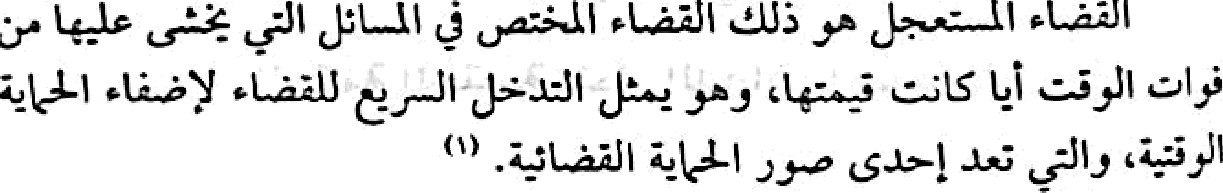 القضاء المستعجل هو ذلك القضاء المختص في المسائل التي يخشى عليها من
فوات الوقت أيا كانت قيمتها، وهو يمثل التدخل السريع للقضاء لإضفاء الحماية
الوقتية، والتي تعد إحدى صور الحماية القضائية. (١)